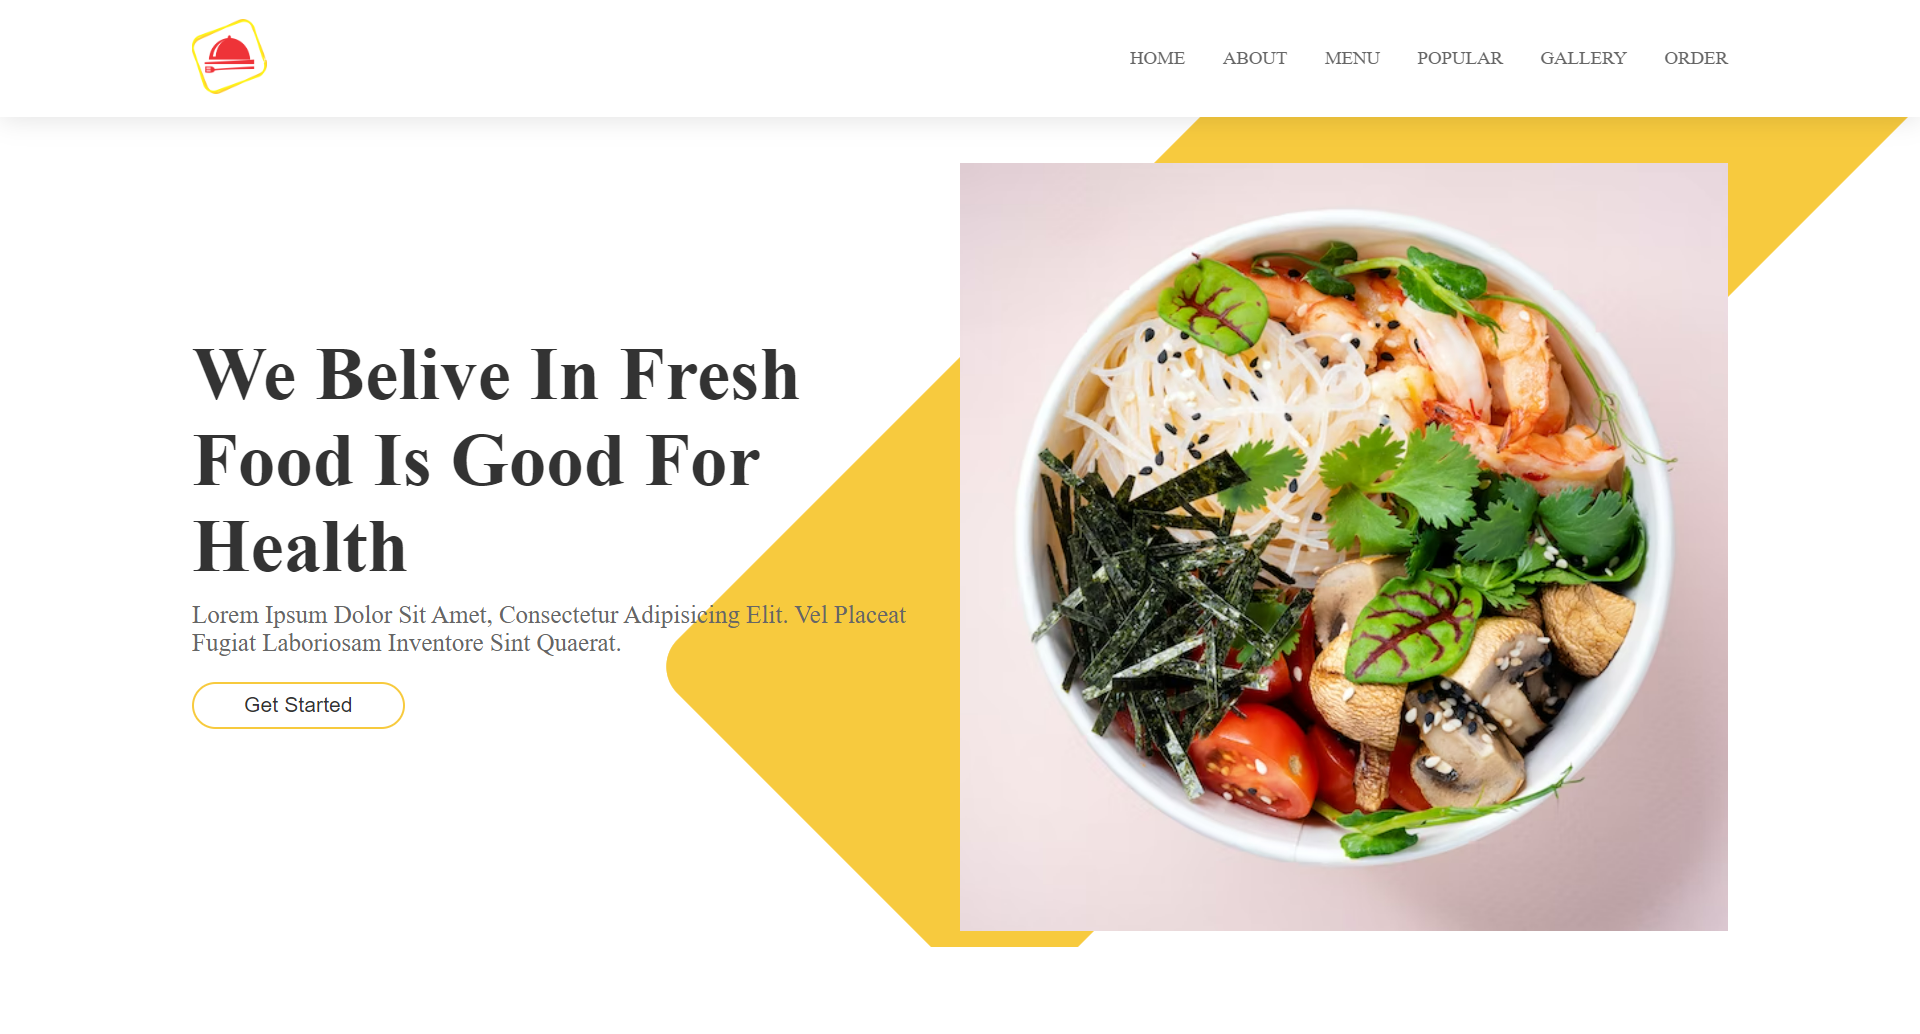 HOME ABOUT MENU POPULAR GALLERY ORDER
We Belive In Fresh
Food Is Good For
Health
Lorem Ipsum Dolor Sit Amet, Consectetur Adipisicing Elit. Vel Placeat
Fugiat Laboriosam Inventore Sint Quaerat.
Get Started